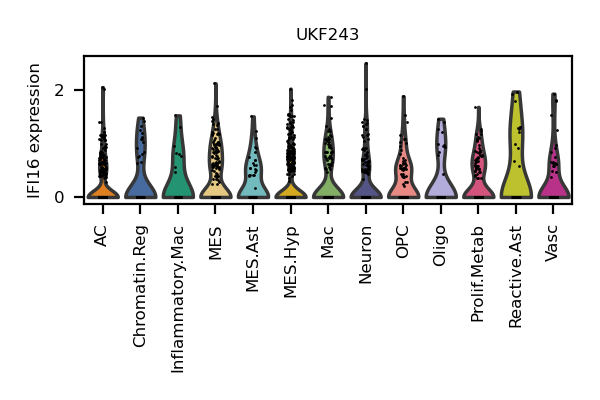 UKF243
IFI16 expression
2
0
AC
Chromatin.Reg
Inflammatory.Mac
MES
MES.Ast
MES.Hyp
Mac
Neuron
OPC
Oligo
Prolif.Metab
Reactive.Ast
Vasc